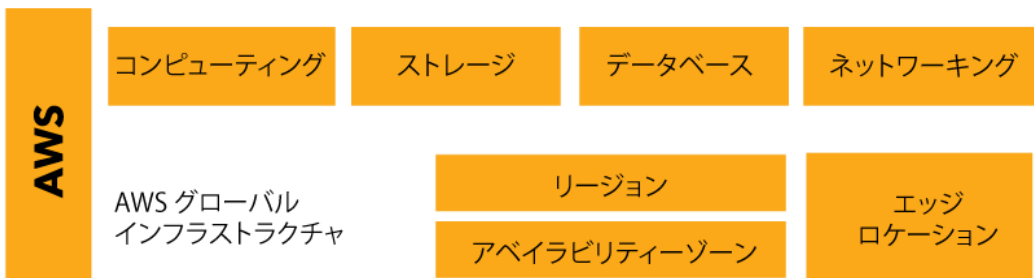 AWS
コンピューティング
ストレージ
データベース
ネットワーキング
AWS グローバル
インフラストラクチャ
リージョン
アベイラビリティーゾーン
エッジ
ロケーション